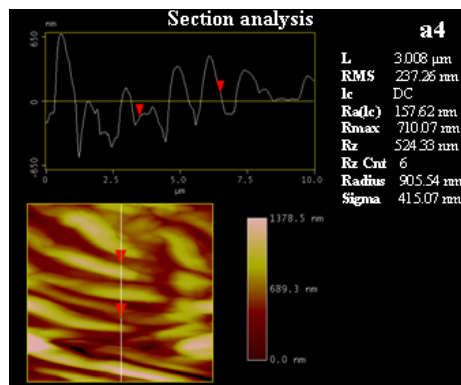 Section analysis
a4
nm
650
0
-650
0
2.5
5.0
7.5
10.0
µm
L 3.008 µm
RMS 237.26 nm
lc DC
Ra(lc) 157.62 nm
Rmax 710.07 nm
Rz 524.33 nm
Rz Cnt 6
Radius 905.54 nm
Sigma 415.07 nm
1378.5 nm
689.3 nm
0.0 nm